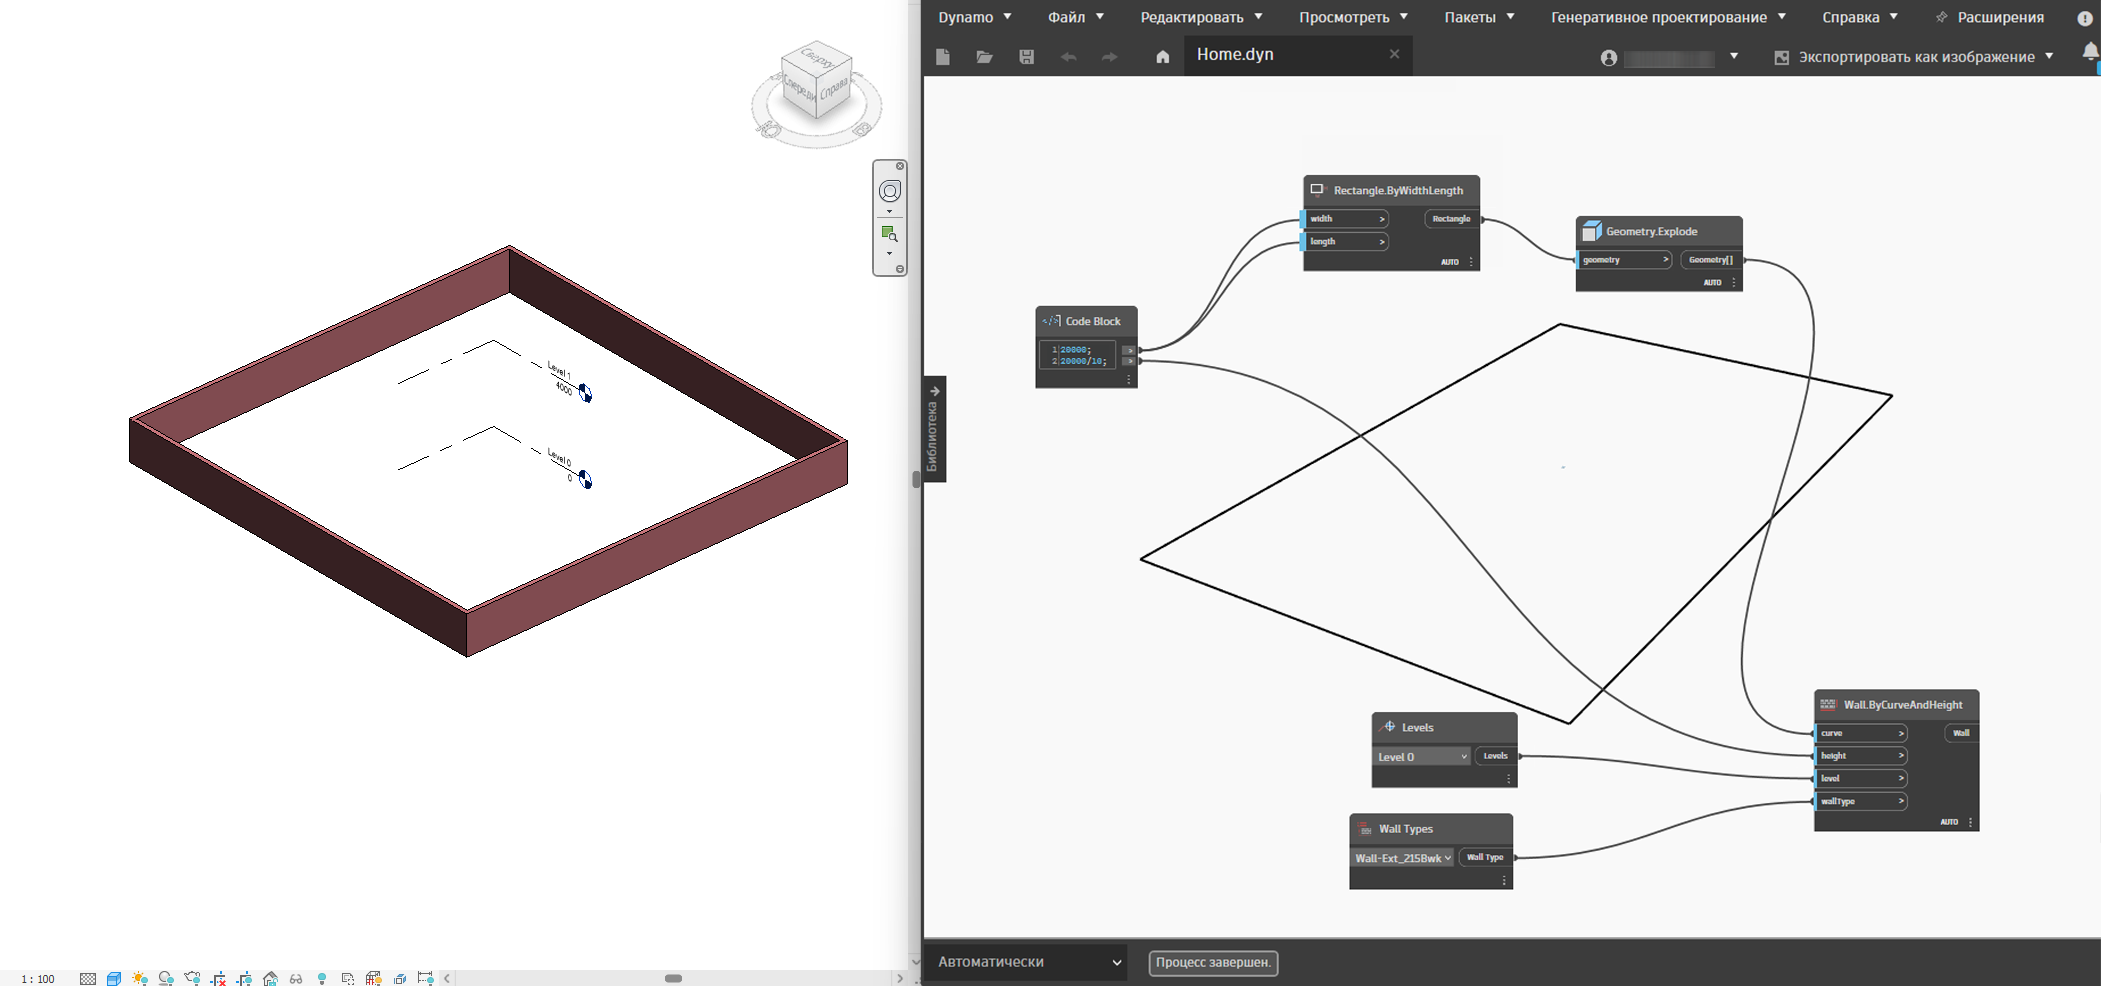 Сверху
Спереди
Справа
Level 1
4000
Level 0
0
1 : 100
Dynamo
Файл
Редактировать
Просмотреть
Пакеты
Генеративное проектирование
Справка
Расширения
Home.dyn
Экспортировать как изображение
Библиотека
Rectangle.ByWidthLength
width >
Rectangle
length >
AUTO
Geometry.Explode
geometry >
Geometry[]
AUTO
Code Block
1 20000; >
2 20000/10; >
Levels
Level 0
Levels
Wall Types
Wall-Ext_215Bwk
Wall Type
Wall.ByCurveAndHeight
curve >
Wall
height >
level >
wallType >
AUTO
Автоматически
Процесс завершен.